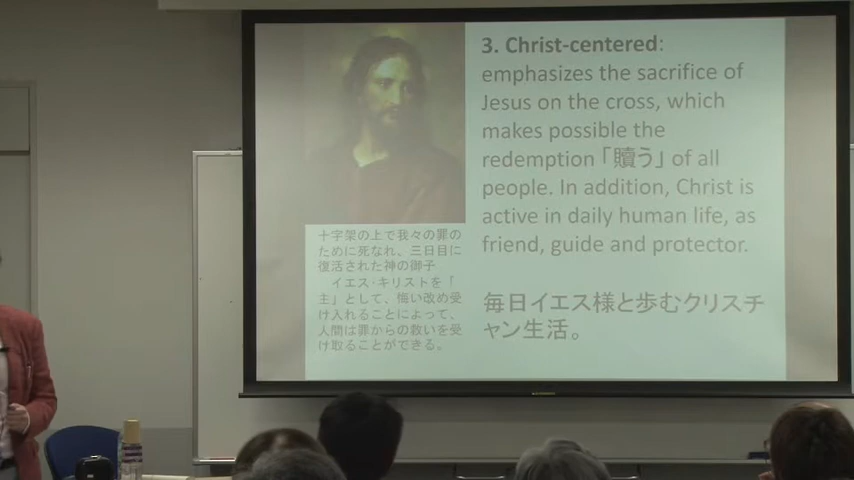 3. Christ-centered:
emphasizes the sacrifice of
Jesus on the cross, which
makes possible the
redemption「贖う」of all
people. In addition, Christ is
active in daily human life, as
friend, guide and protector.
毎日イエス様と歩むクリスチ
ャン生活。
十字架の上で我々の罪の
ために死なれ、三日目に
復活された神の御子
イエス・キリストを「
主」として、悔い改め受
け入れることによって、
人間は罪からの救いを受
け取ることができる。